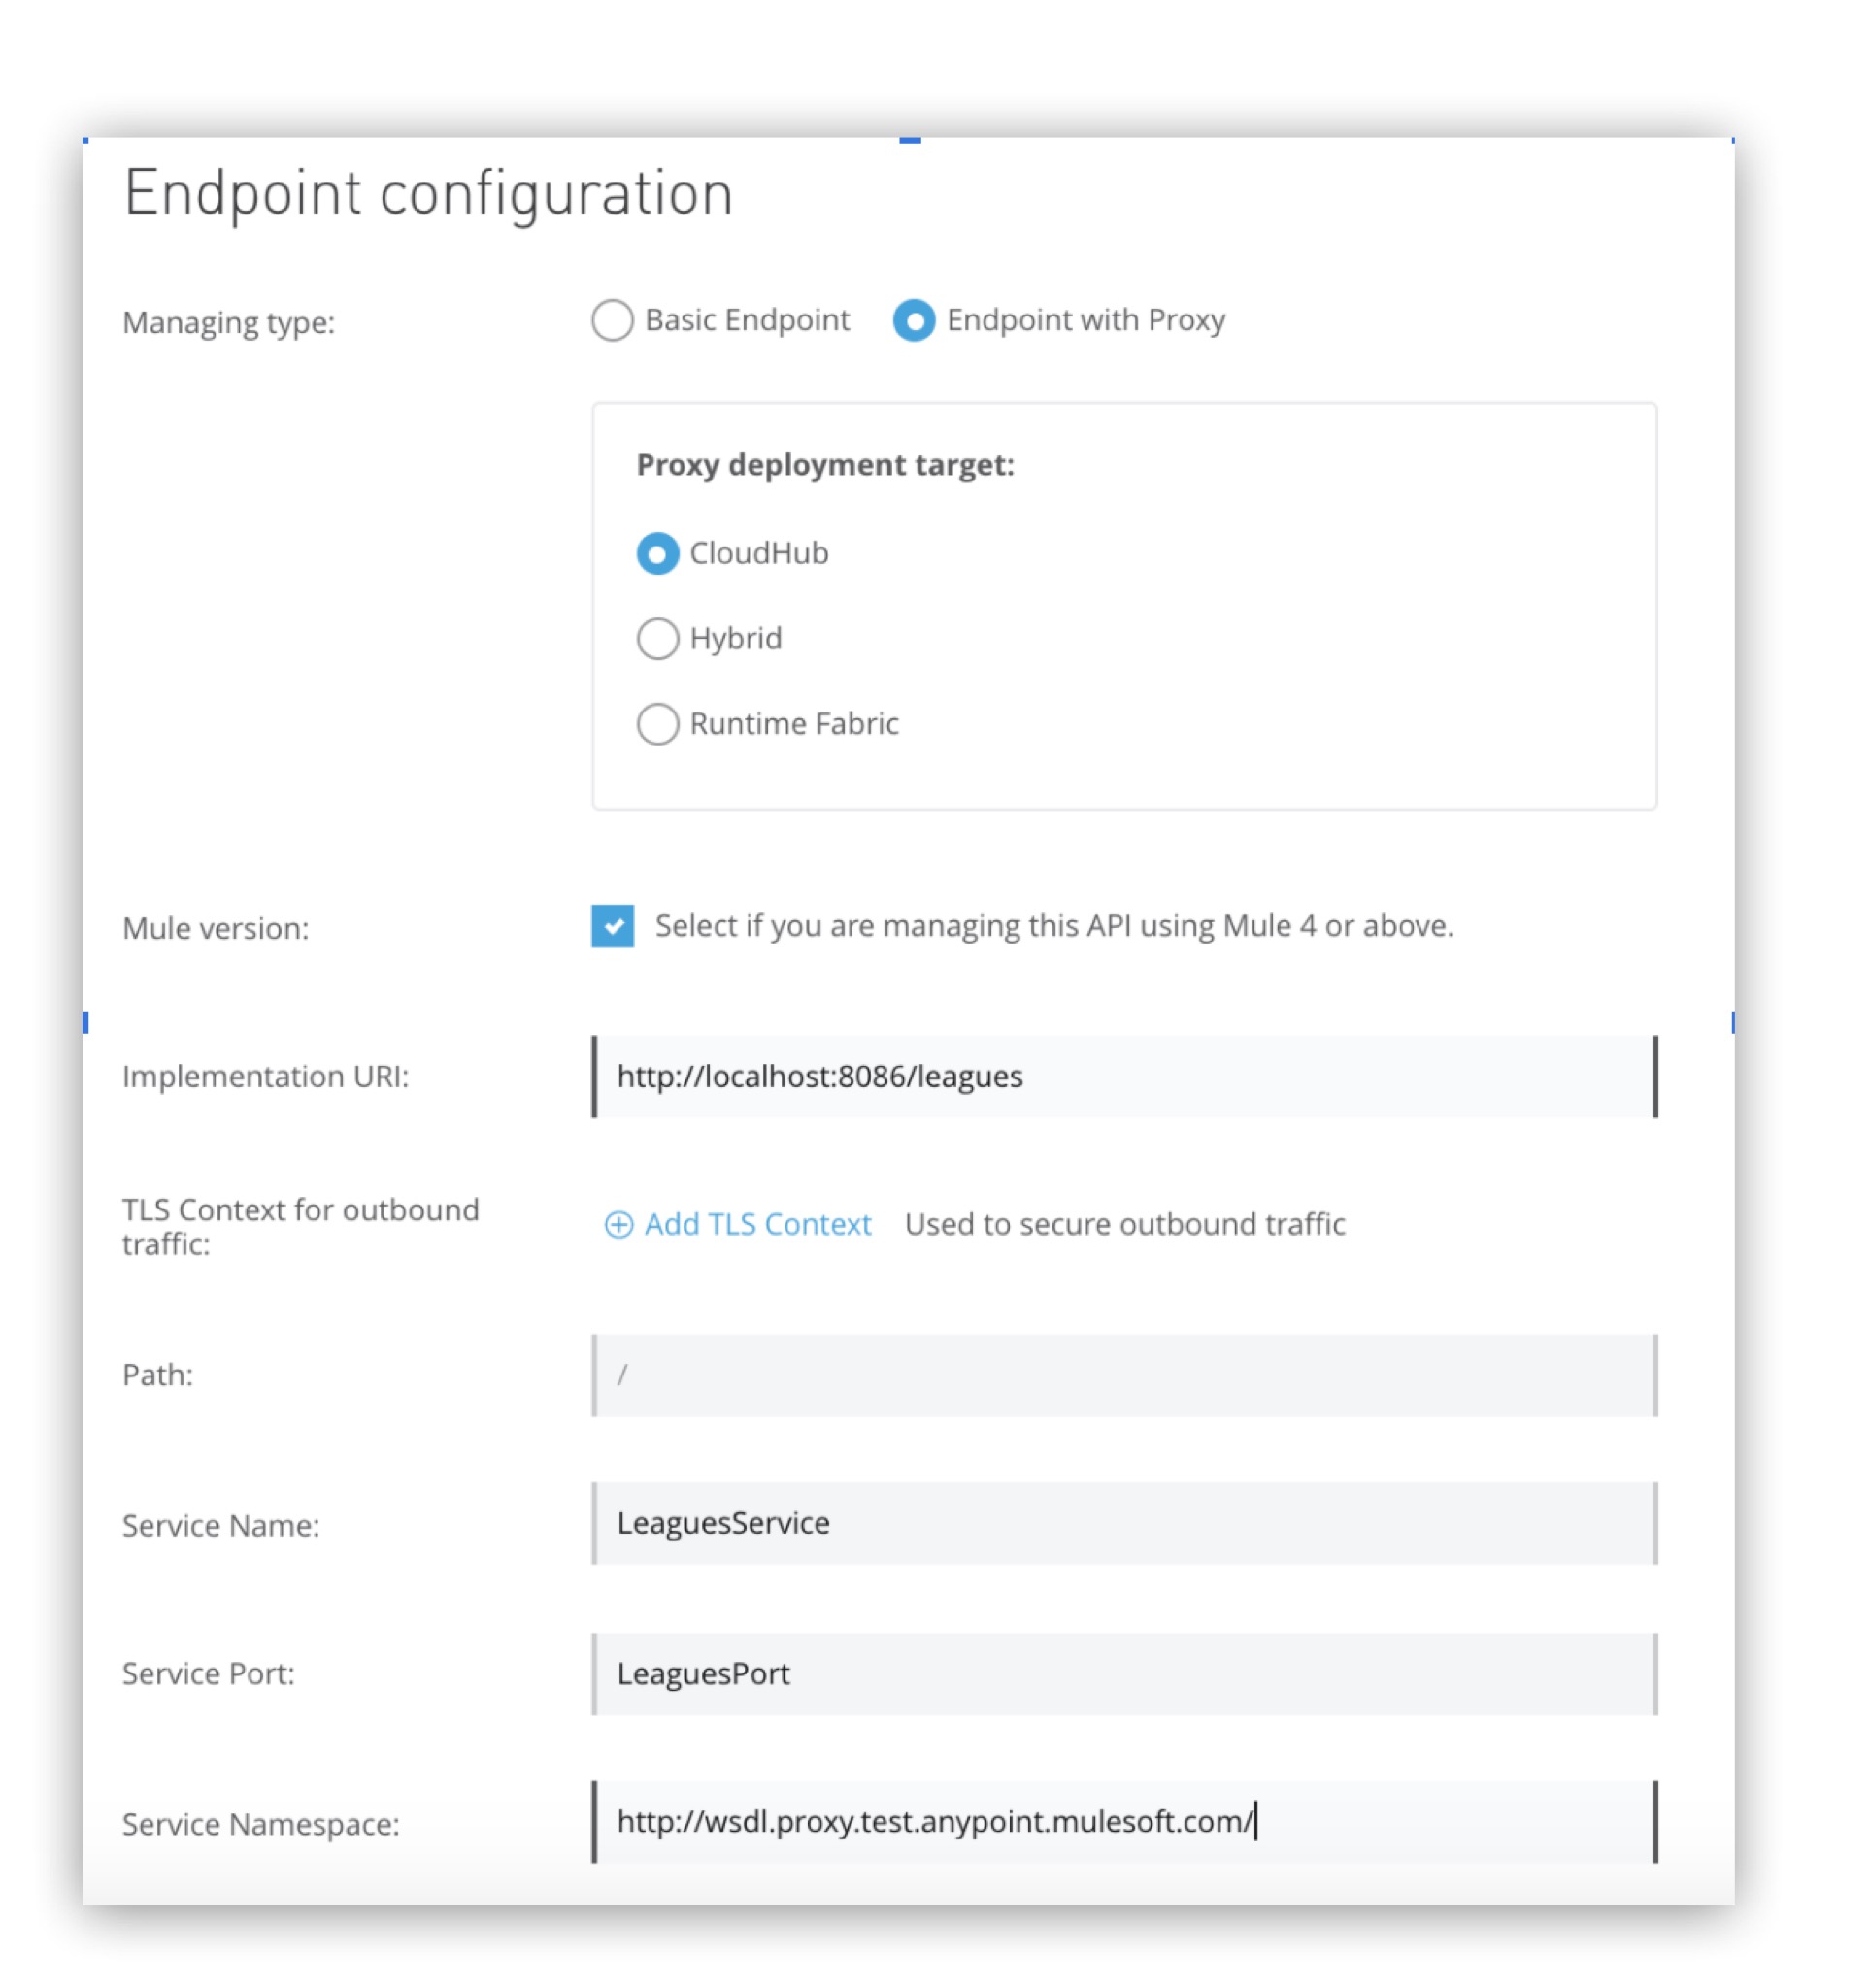 Endpoint configuration
Managing type:
Basic Endpoint
Endpoint with Proxy
Proxy deployment target:
CloudHub
Hybrid
Runtime Fabric
Mule version:
Select if you are managing this API using Mule 4 or above.
Implementation URI:
http://localhost:8086/leagues
TLS Context for outbound
traffic:
Add TLS Context
Used to secure outbound traffic
Path:
/
Service Name:
LeaguesService
Service Port:
LeaguesPort
Service Namespace:
http://wsdl.proxy.test.anypoint.mulesoft.com/